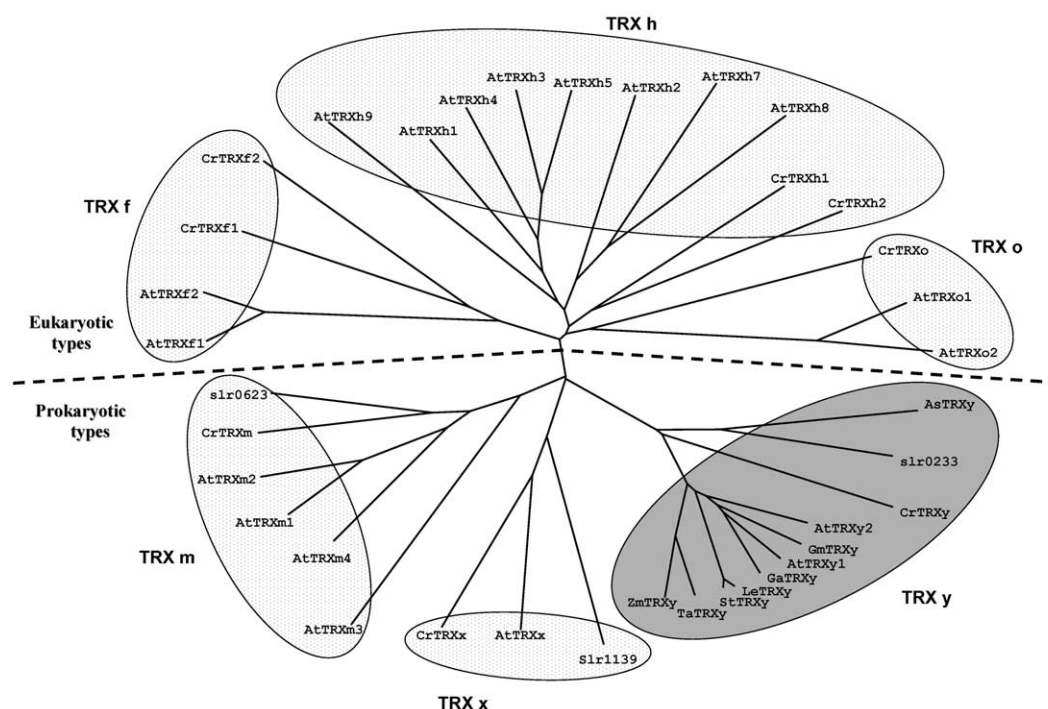 TRX h
AtTRXh3
AtTRXh5
AtTRXh7
AtTRXh4
AtTRXh2
AtTRXh9
AtTRXh1
AtTRXh8
CrTRXh1
CrTRXh2
CrTRXf2
TRX f
CrTRXf1
AtTRXf2
AtTRXf1
TRX o
CrTRXo
AtTRXo1
AtTRXo2
Eukaryotic
types
Prokaryotic
types
slr0623
CrTRXm
AtTRXm2
AtTRXm1
AtTRXm4
AtTRXm3
TRX m
CrTRXx
AtTRXx
Slr1139
TRX x
AsTRXy
slr0233
CrTRXy
AtTRXy2
GmTRXy
AtTRXy1
GaTRXy
LeTRXy
StTRXy
TaTRXy
ZmTRXy
TRX y